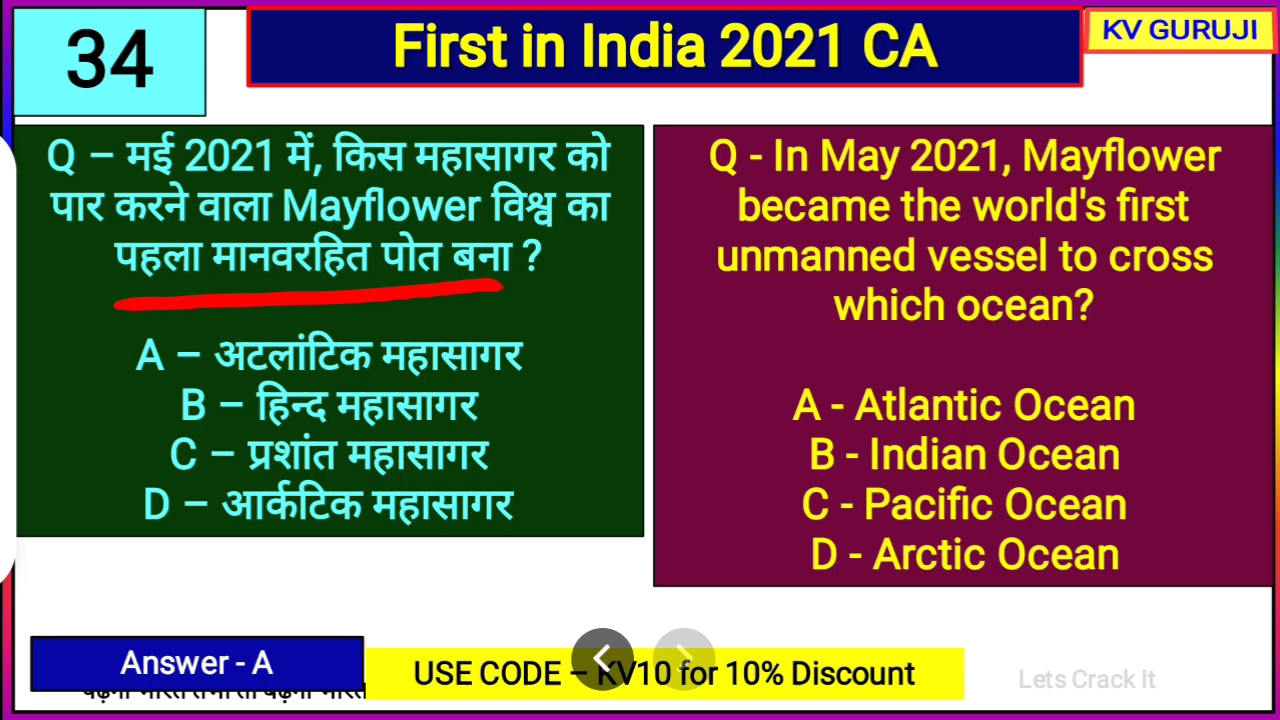 34
First in India 2021 CA
KV GURUJI
Q – मई 2021 में, किस महासागर को
पार करने वाला Mayflower विश्व का
पहला मानवरहित पोत बना ?
A – अटलांटिक महासागर
B – हिन्द महासागर
C – प्रशांत महासागर
D – आर्कटिक महासागर
Q - In May 2021, Mayflower
became the world's first
unmanned vessel to cross
which ocean?
A - Atlantic Ocean
B - Indian Ocean
C - Pacific Ocean
D - Arctic Ocean
Answer - A
USE CODE – KV10 for 10% Discount
Lets Crack It